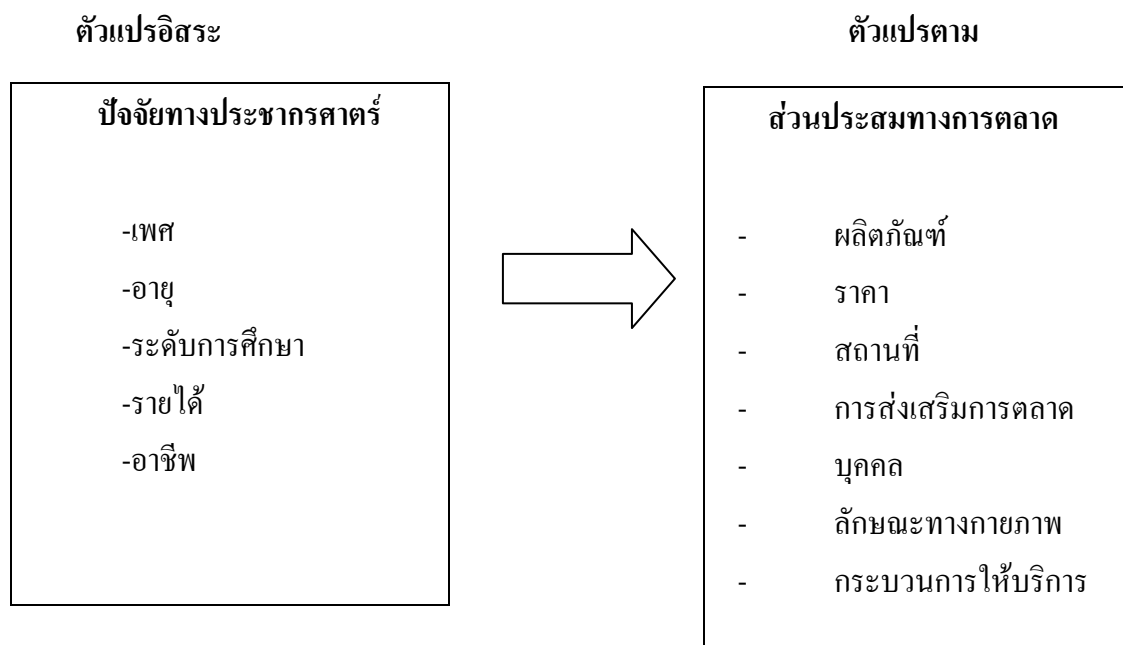 ตัวแปรอิสระ
ตัวแปรตาม
ปัจจัยทางประชากรศาตร์
-เพศ
-อายุ
-ระดับการศึกษา
-รายได้
-อาชีพ
ส่วนประสมทางการตลาด
- ผลิตภัณฑ์
- ราคา
- สถานที่
- การส่งเสริมการตลาด
- บุคคล
- ลักษณะทางกายภาพ
- กระบวนการให้บริการ